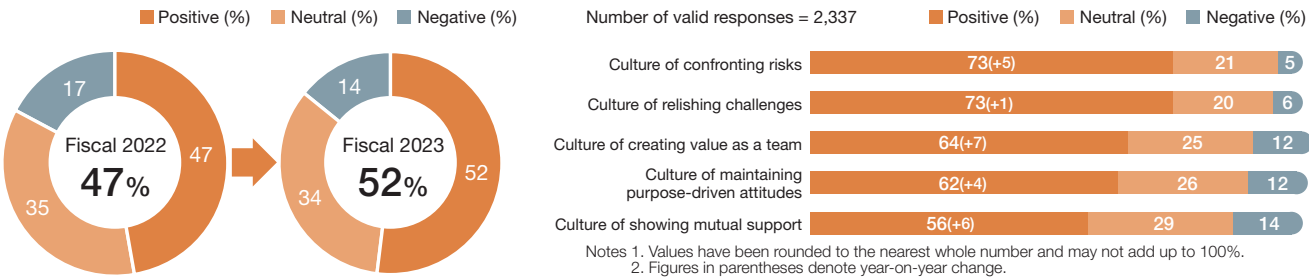 Positive (%) Neutral (%) Negative (%)
17
47
35
Fiscal 2022
47%
14
52
34
Fiscal 2023
52%
Number of valid responses = 2,337
Positive (%) Neutral (%) Negative (%)
Culture of confronting risks 73(+5) 21 5
Culture of relishing challenges 73(+1) 20 6
Culture of creating value as a team 64(+7) 25 12
Culture of maintaining
purpose-driven attitudes 62(+4) 26 12
Culture of showing mutual support 56(+6) 29 14
Notes 1. Values have been rounded to the nearest whole number and may not add up to 100%.
2. Figures in parentheses denote year-on-year change.